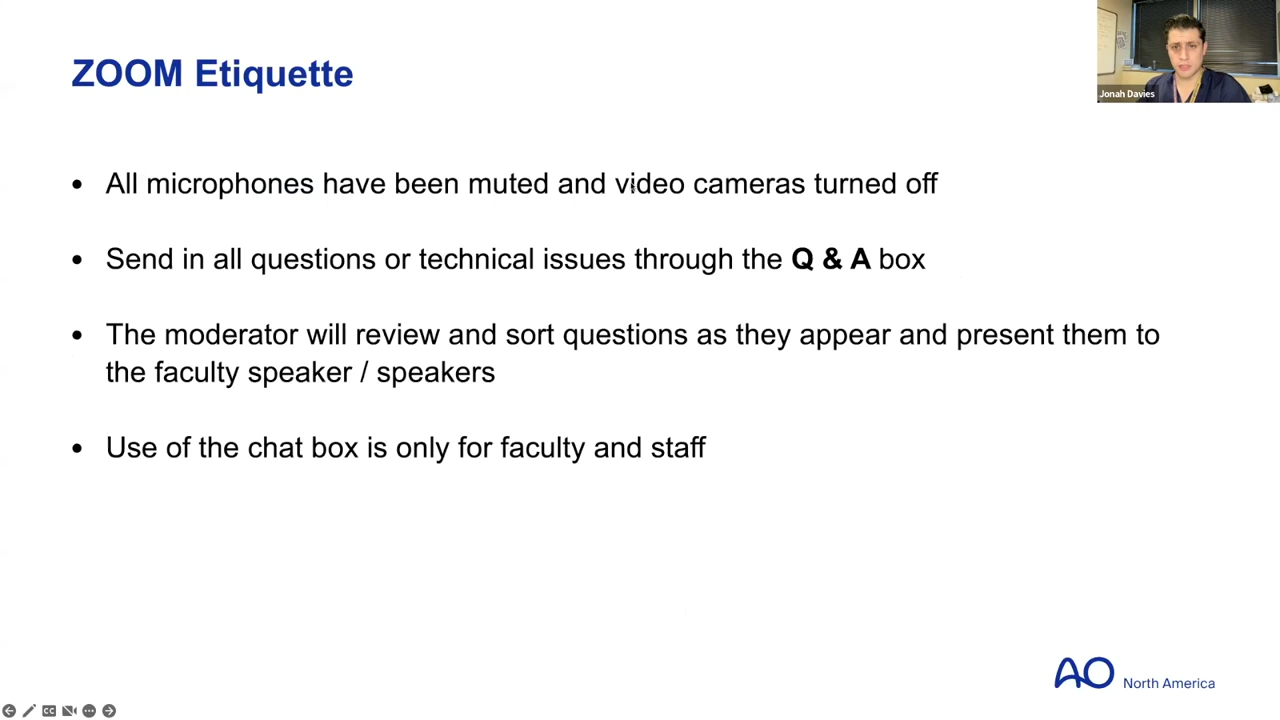 ZOOM Etiquette
Jonah Davies
• All microphones have been muted and video cameras turned off
• Send in all questions or technical issues through the Q & A box
• The moderator will review and sort questions as they appear and present them to
the faculty speaker / speakers
• Use of the chat box is only for faculty and staff
AO North America
CC